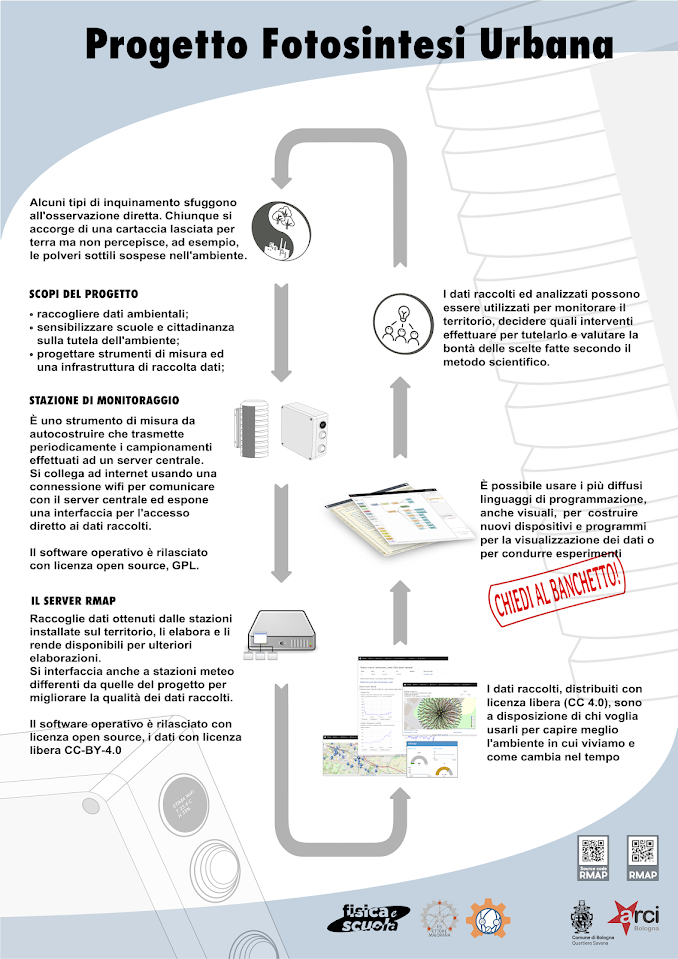 Progetto Fotosintesi Urbana
Alcuni tipi di inquinamento sfuggono
all'osservazione diretta. Chiunque si
accorge di una cartaccia lasciata per
terra ma non percepisce, ad esempio,
le polveri sottili sospese nell'ambiente.
SCOPI DEL PROGETTO
• raccogliere dati ambientali;
• sensibilizzare scuole e cittadinanza
sulla tutela dell'ambiente;
• progettare strumenti di misura ed
una infrastruttura di raccolta dati;
STAZIONE DI MONITORAGGIO
È uno strumento di misura da
autocostruire che trasmette
periodicamente i campionamenti
effettuati ad un server centrale.
Si collega ad internet usando una
connessione wifi per comunicare
con il server centrale ed espone
una interfaccia per l'accesso
diretto ai dati raccolti.
Il software operativo è rilasciato
con licenza open source, GPL.
IL SERVER RMAP
Raccoglie dati ottenuti dalle stazioni
installate sul territorio, li elabora e li
rende disponibili per ulteriori
elaborazioni.
Si interfaccia anche a stazioni meteo
differenti da quelle del progetto per
migliorare la qualità dei dati raccolti.
Il software operativo è rilasciato con
licenza open source, i dati con licenza
libera CC-BY-4.0
I dati raccolti ed analizzati possono
essere utilizzati per monitorare il
territorio, decidere quali interventi
effettuare per tutelarlo e valutare la
bontà delle scelte fatte secondo il
metodo scientifico.
È possibile usare i più diffusi
linguaggi di programmazione,
anche visuali, per costruire
nuovi dispositivi e programmi
per la visualizzazione dei dati o
per condurre esperimenti
CHIEDI AL BANCHETTO!
I dati raccolti, distribuiti con
licenza libera (CC 4.0), sono
a disposizione di chi voglia
usarli per capire meglio
l'ambiente in cui viviamo e
come cambia nel tempo
Source code
RMAP
RMAP
fisica e
scuola
Comune di Bologna
Quartiere Savena
arci
Bologna